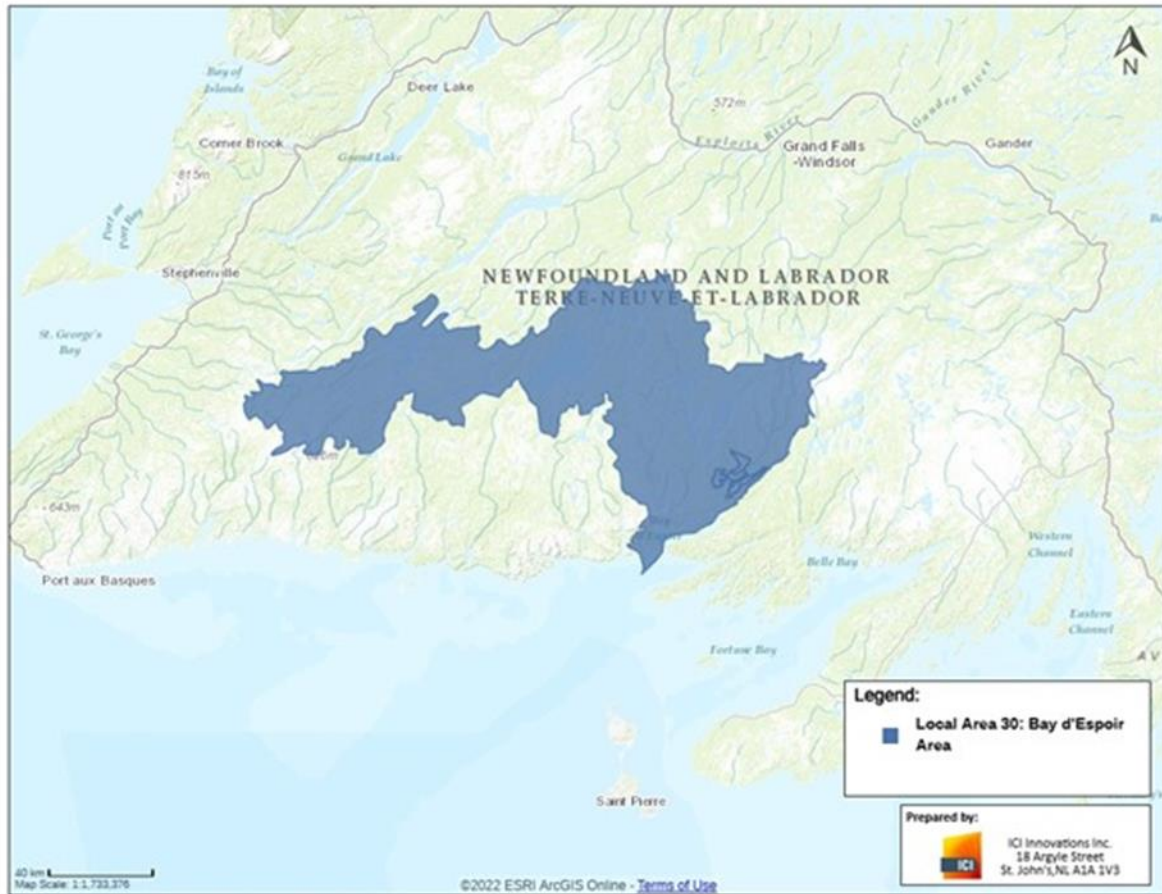 N
Bay of
Islands
Deer Lake
572m
Gander River
Exploits River
Corner Brook
Grand Lake
Grand Falls
-Windsor
Gander
815m
Port au
Port Bay
Stephenville
NEWFOUNDLAND AND LABRADOR
TERRE-NEUVE-ET-LABRADOR
St. George's
Bay
643m
Port aux Basques
Western
Channel
Belle Bay
Eastern
Channel
Fortune Bay
A V
Legend:
Local Area 30: Bay d'Espoir
Area
Saint Pierre
Prepared by:
ICI
ICI Innovations Inc.
18 Argyle Street
St. John's,NL A1A 1V3
40 km
Map Scale: 1:1,733,376
©2022 ESRI ArcGIS Online - Terms of Use